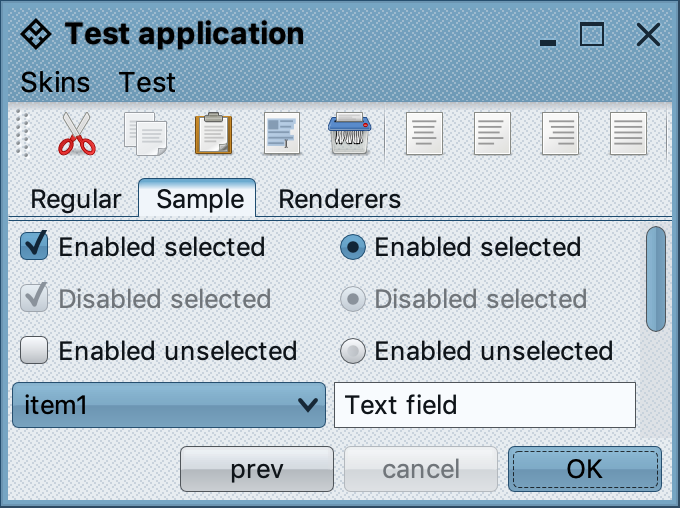 Test application
Skins Test
Regular Sample Renderers
Enabled selected Enabled selected
Disabled selected Disabled selected
Enabled unselected Enabled unselected
item1 Text field
prev cancel OK